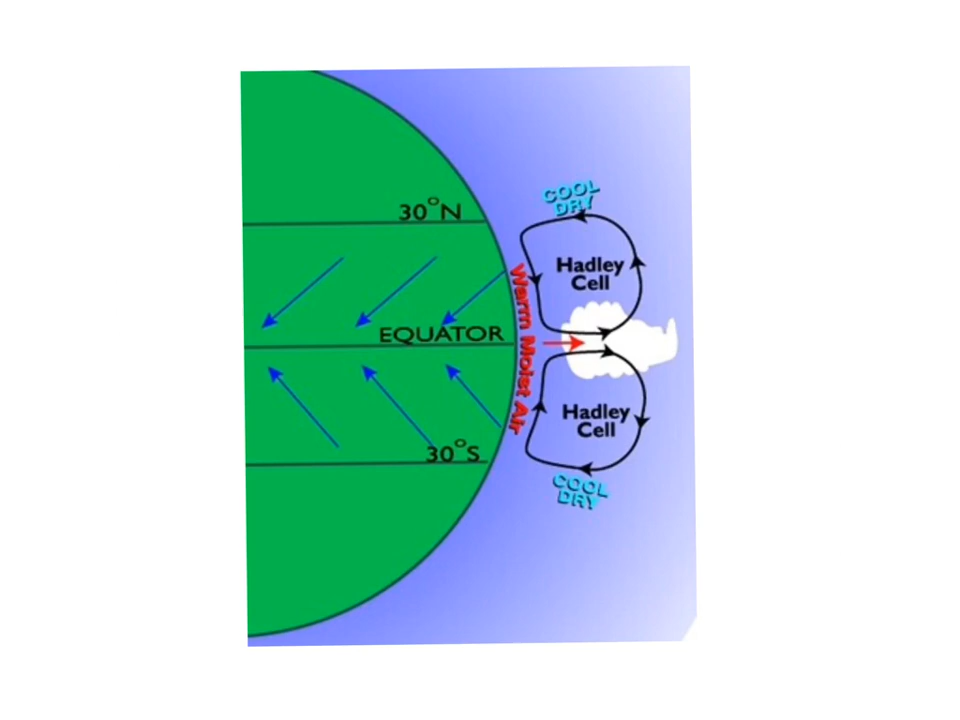 COOL
DRY
30°N
Hadley
Cell
Warm Moist Air
EQUATOR
Hadley
Cell
30°S
COOL
DRY